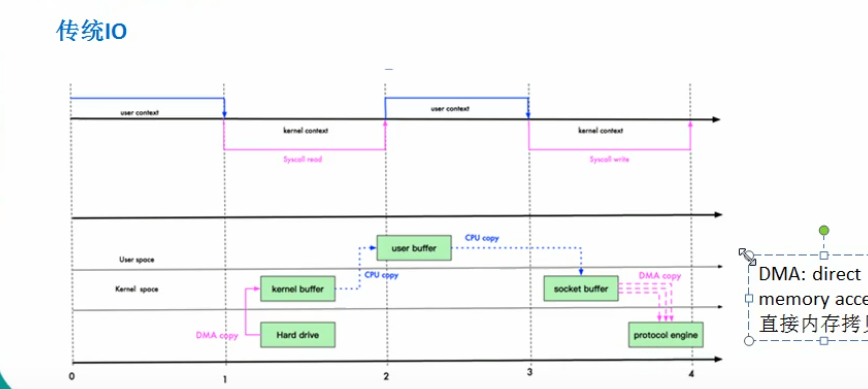 传统IO
user context
user context
kernel context
kernel context
Syscall read
Syscall write
user buffer
CPU copy
User space
CPU copy
Kernel space
kernel buffer
socket buffer
DMA copy
DMA copy
Hard drive
protocol engine
0
1
2
3
4
DMA: direct
memory acce
直接内存拷